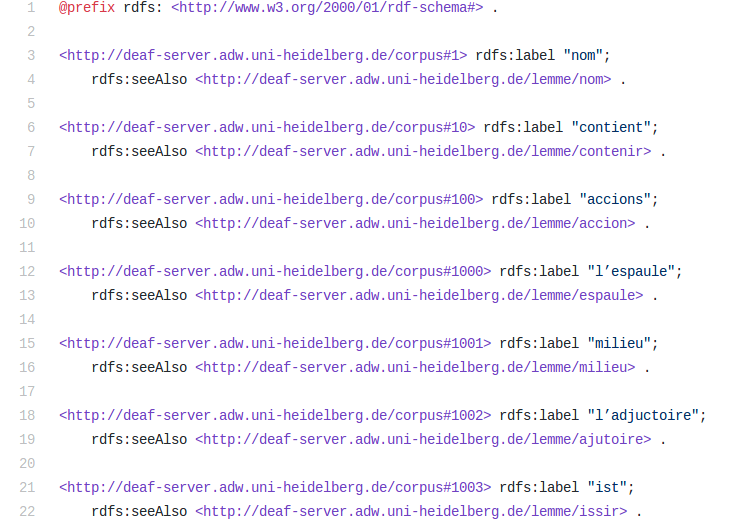 1 @prefix rdfs: <http://www.w3.org/2000/01/rdf-schema#> .
2
3 <http://deaf-server.adw.uni-heidelberg.de/corpus#1> rdfs:label "nom";
4 rdfs:seeAlso <http://deaf-server.adw.uni-heidelberg.de/lemme/nom> .
5
6 <http://deaf-server.adw.uni-heidelberg.de/corpus#10> rdfs:label "contient";
7 rdfs:seeAlso <http://deaf-server.adw.uni-heidelberg.de/lemme/contenir> .
8
9 <http://deaf-server.adw.uni-heidelberg.de/corpus#100> rdfs:label "accions";
10 rdfs:seeAlso <http://deaf-server.adw.uni-heidelberg.de/lemme/accion> .
11
12 <http://deaf-server.adw.uni-heidelberg.de/corpus#1000> rdfs:label "l’espaule";
13 rdfs:seeAlso <http://deaf-server.adw.uni-heidelberg.de/lemme/espaule> .
14
15 <http://deaf-server.adw.uni-heidelberg.de/corpus#1001> rdfs:label "milieu";
16 rdfs:seeAlso <http://deaf-server.adw.uni-heidelberg.de/lemme/milieu> .
17
18 <http://deaf-server.adw.uni-heidelberg.de/corpus#1002> rdfs:label "l’adjuctoire";
19 rdfs:seeAlso <http://deaf-server.adw.uni-heidelberg.de/lemme/ajutoire> .
20
21 <http://deaf-server.adw.uni-heidelberg.de/corpus#1003> rdfs:label "ist";
22 rdfs:seeAlso <http://deaf-server.adw.uni-heidelberg.de/lemme/issir> .